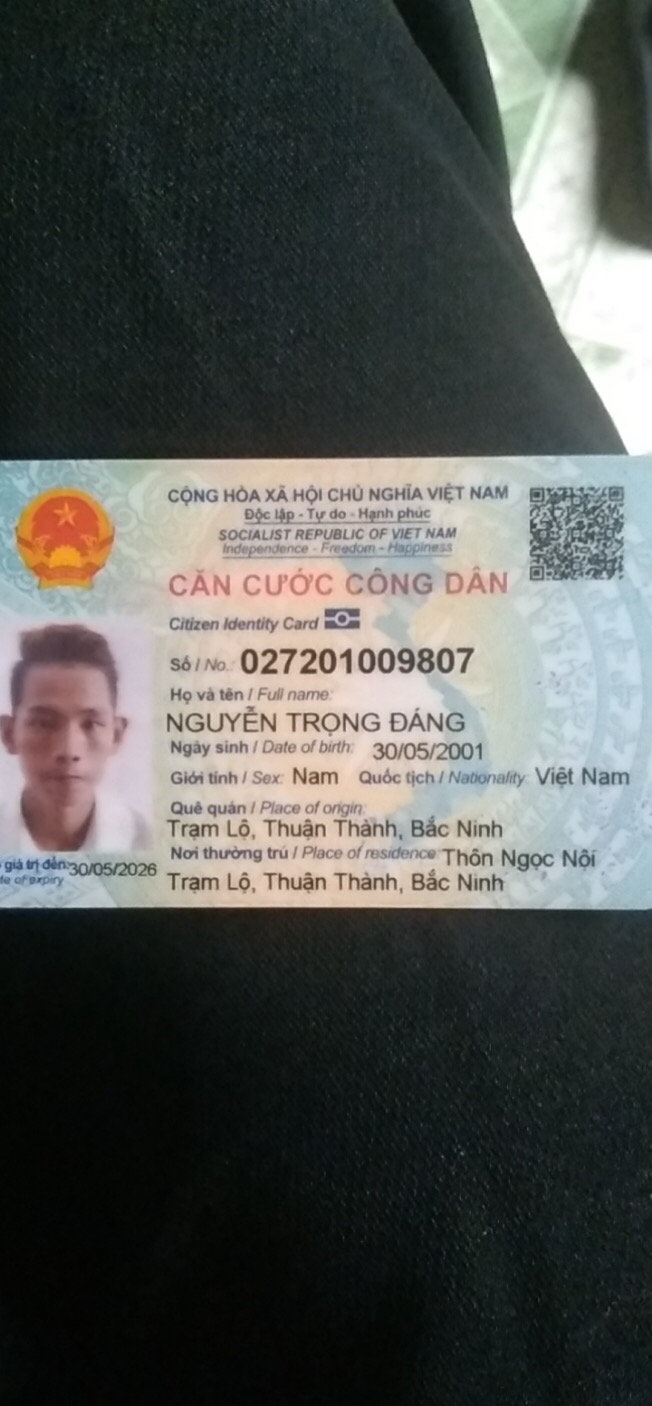 CỘNG HÒA XÃ HỘI CHỦ NGHĨA VIỆT NAM
Độc lập - Tự do - Hạnh phúc
SOCIALIST REPUBLIC OF VIET NAM
Independence - Freedom - Happiness
CĂN CƯỚC CÔNG DÂN
Citizen Identity Card
Số / No.: 027201009807
Họ và tên / Full name:
NGUYỄN TRỌNG ĐÁNG
Ngày sinh / Date of birth: 30/05/2001
Giới tính / Sex: Nam Quốc tịch / Nationality: Việt Nam
Quê quán / Place of origin:
Trạm Lộ, Thuận Thành, Bắc Ninh
Nơi thường trú / Place of residence: Thôn Ngọc Nội
Trạm Lộ, Thuận Thành, Bắc Ninh
giá trị đến: 30/05/2026
of expiry